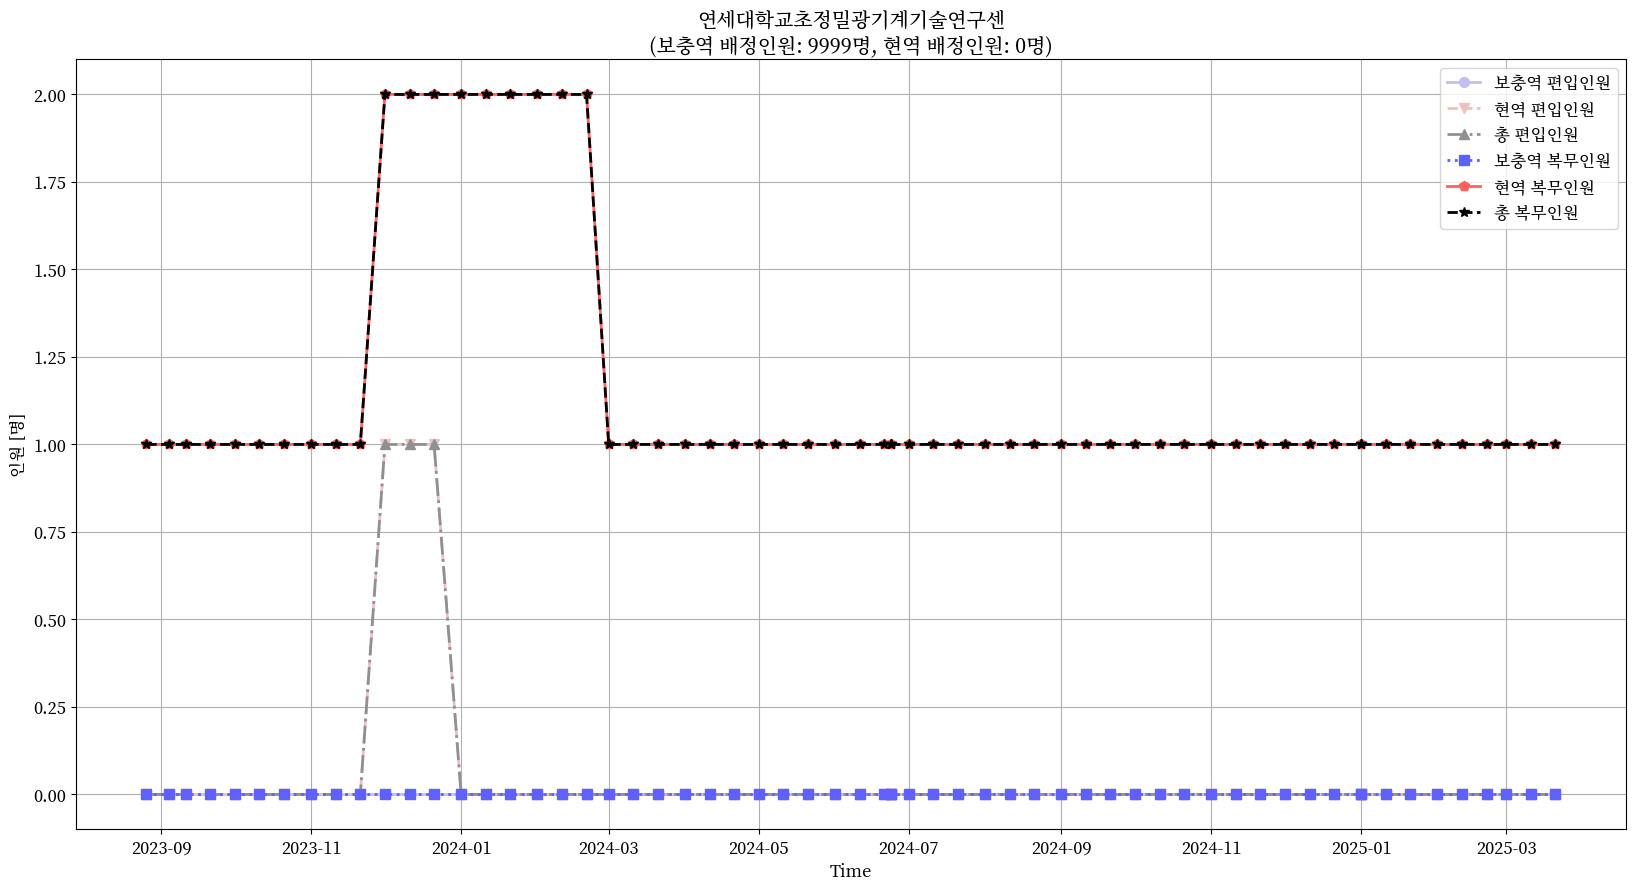 연세대학교초정밀광기계기술연구센
(보충역 배정인원: 9999명, 현역 배정인원: 0명)
보충역 편입인원
현역 편입인원
총 편입인원
보충역 복무인원
현역 복무인원
총 복무인원
2.00
1.75
1.50
1.25
1.00
0.75
0.50
0.25
0.00
인원 [명]
2023-09
2023-11
2024-01
2024-03
2024-05
2024-07
2024-09
2024-11
2025-01
2025-03
Time